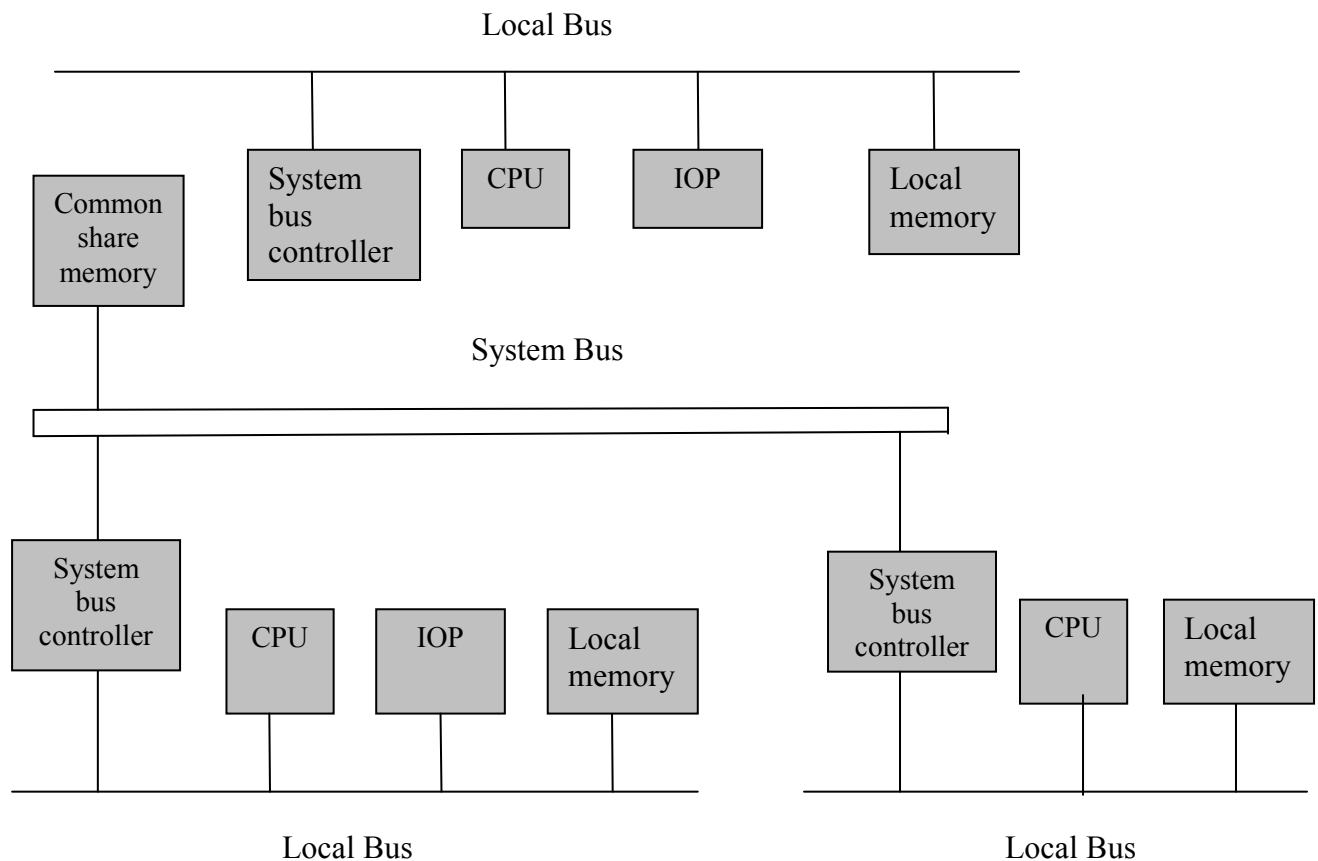 Local Bus
System
bus
controller
CPU
IOP
Local
memory
Common
share
memory
System Bus
System
bus
controller
CPU
IOP
Local
memory
System
bus
controller
CPU
Local
memory
Local Bus
Local Bus